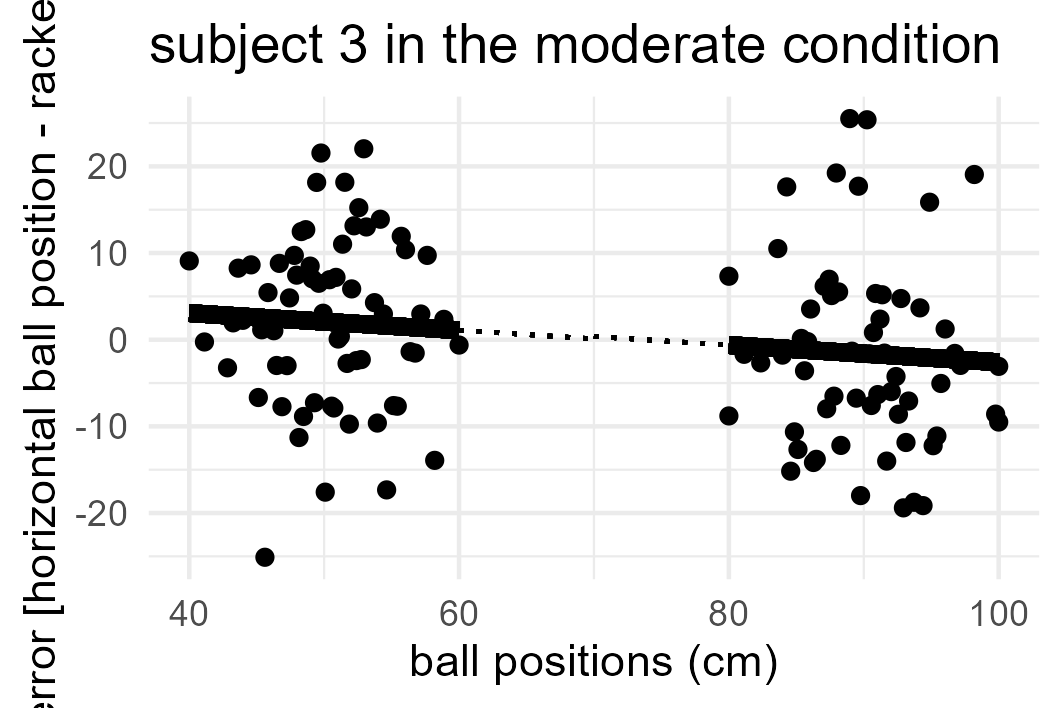 subject 3 in the moderate condition
error [horizontal ball position - racke
20
10
0
-10
-20
40 60 80 100
ball positions (cm)